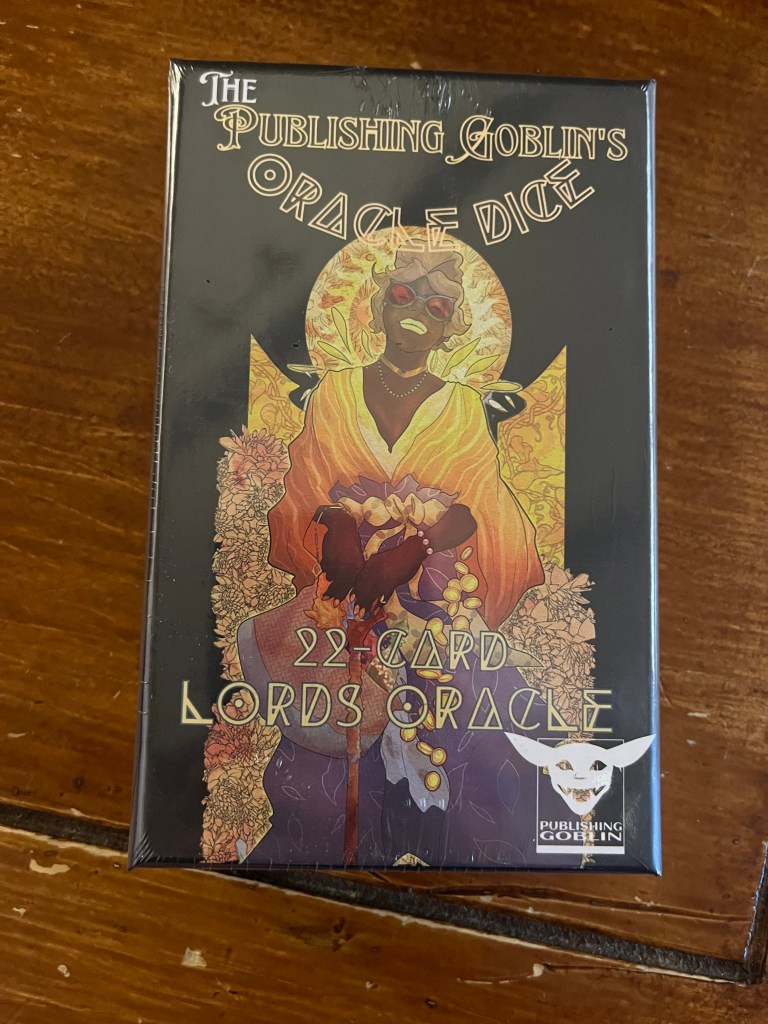 THE
PUBLISHING GOBLIN'S
ORACLE DICE
22-CARD
LORDS ORACLE
PUBLISHING
GOBLIN